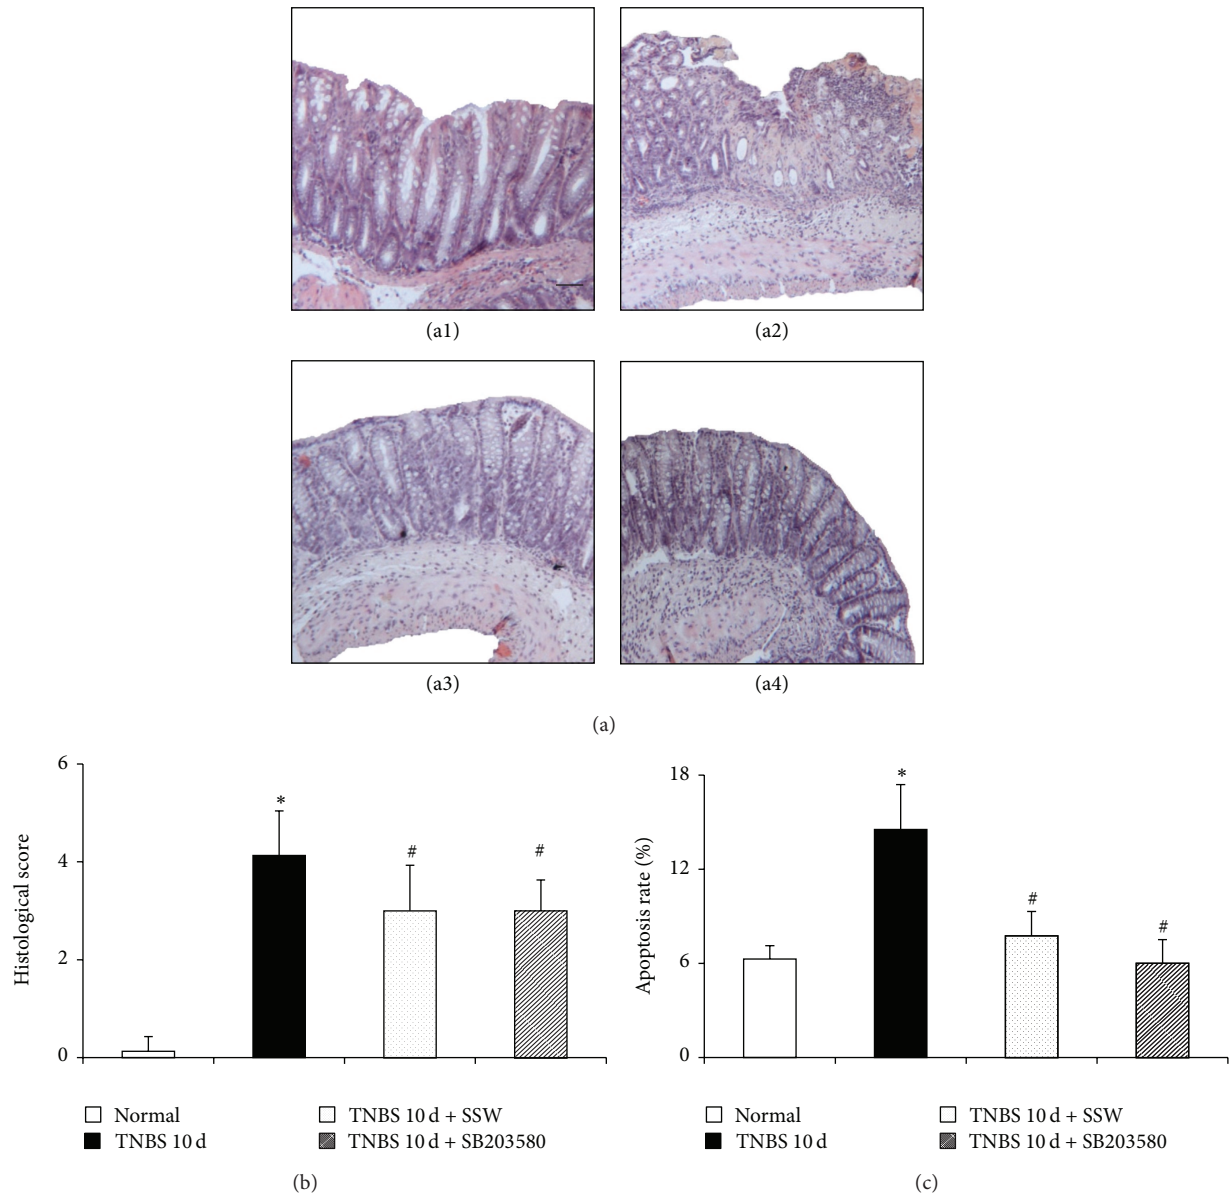 (a1)
(a2)
(a3)
(a4)
(a)
Histological score
6
4
2
0
*
#
#
Normal
TNBS 10 d
TNBS 10 d + SSW
TNBS 10 d + SB203580
(b)
Apoptosis rate (%)
18
12
6
0
*
#
#
Normal
TNBS 10 d
TNBS 10 d + SSW
TNBS 10 d + SB203580
(c)